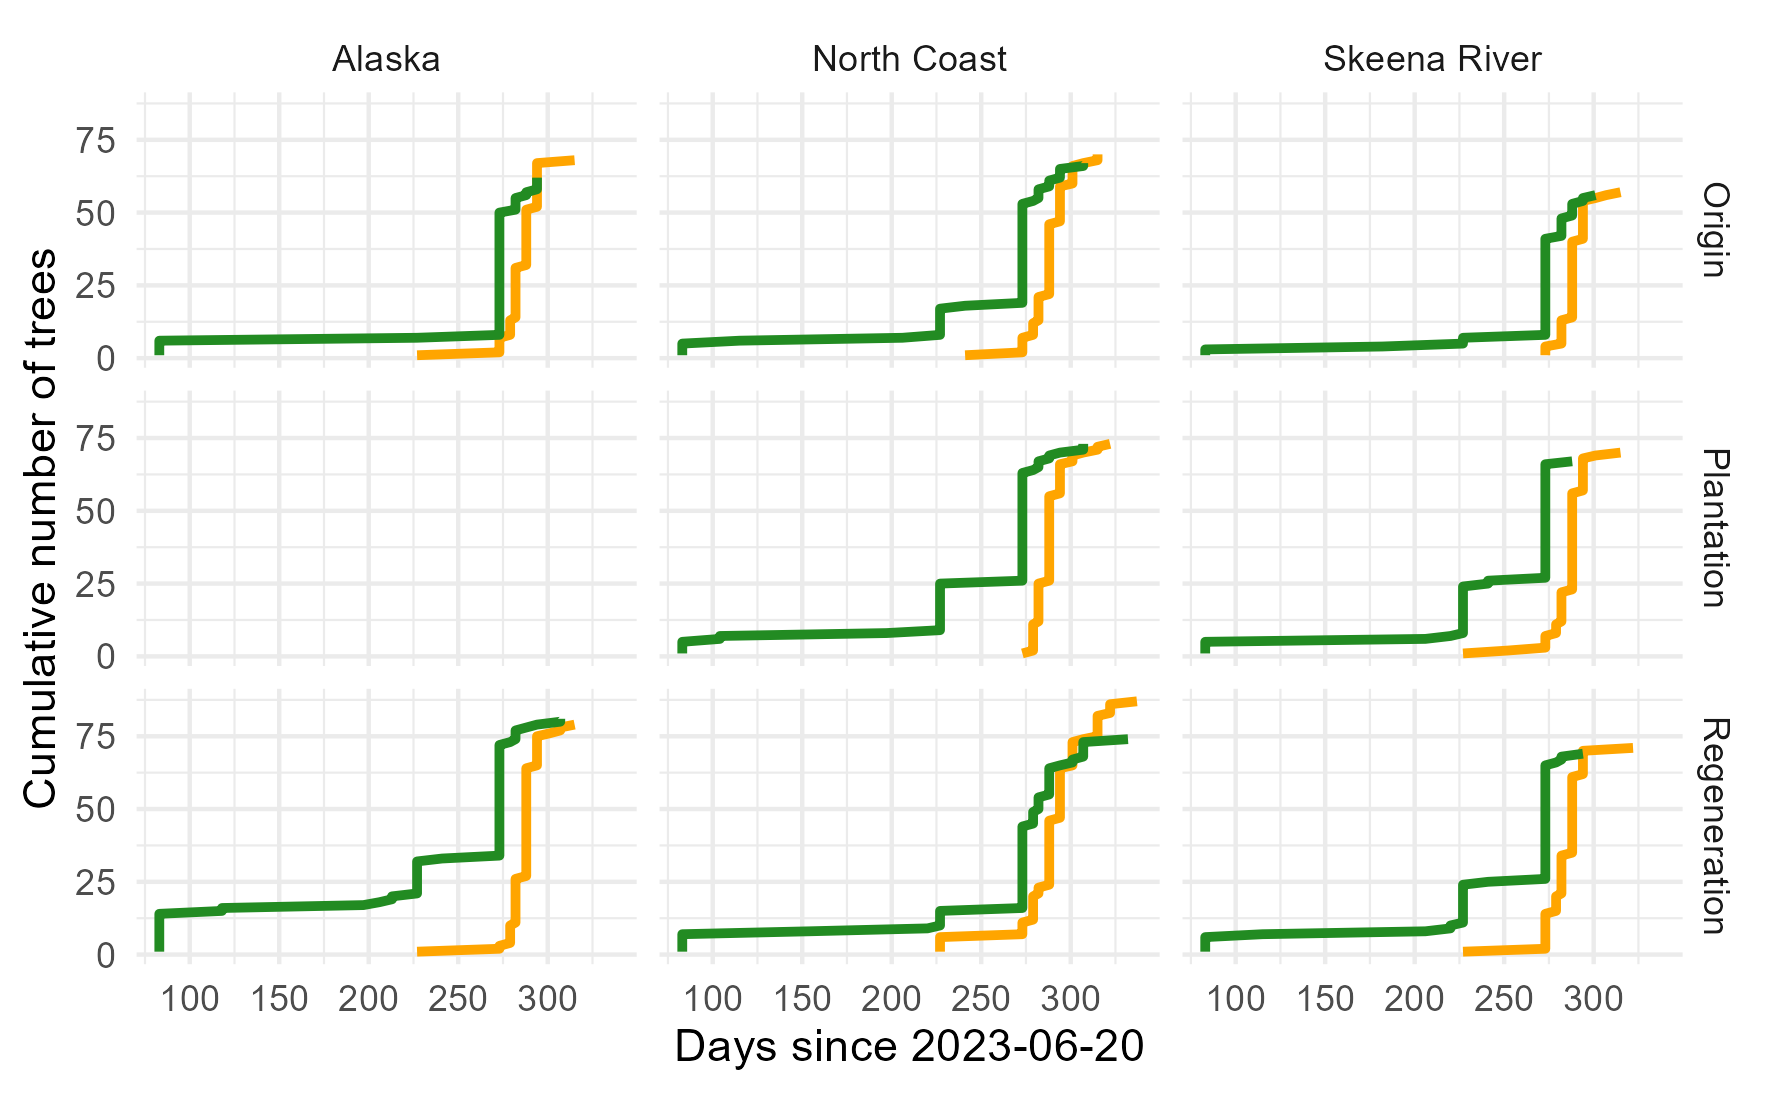 Alaska North Coast Skeena River
Cumulative number of trees
75
50
25
0
Origin
75
50
25
0
Plantation
75
50
25
0
Regeneration
100 150 200 250 300 100 150 200 250 300 100 150 200 250 300
Days since 2023-06-20